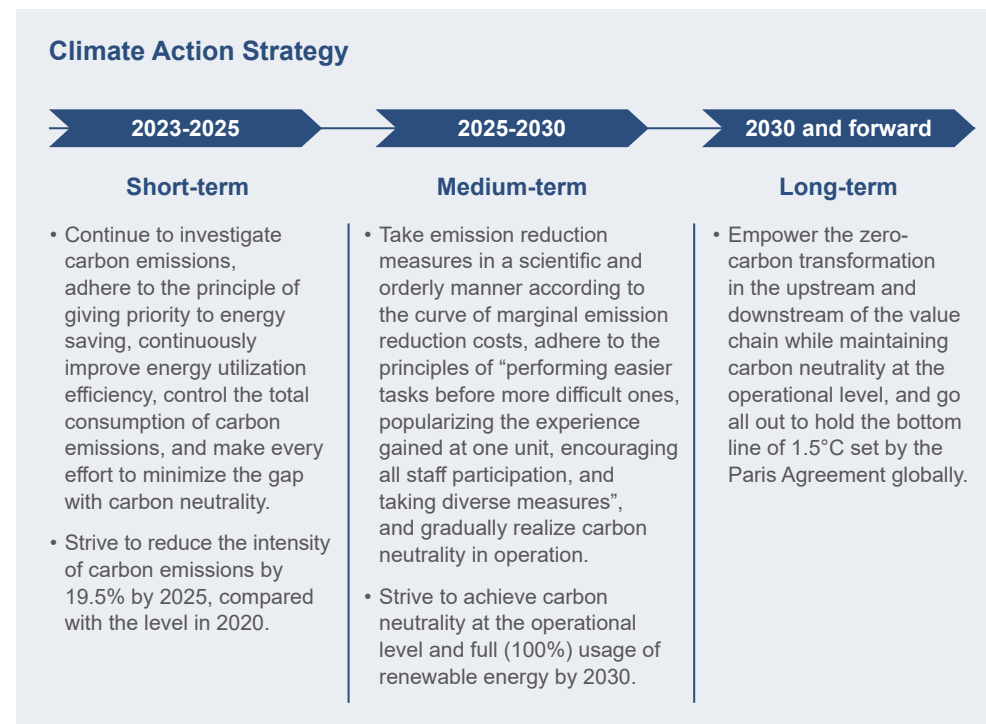 Climate Action Strategy
2023-2025
2025-2030
2030 and forward
Short-term
• Continue to investigate
carbon emissions,
adhere to the principle of
giving priority to energy
saving, continuously
improve energy utilization
efficiency, control the total
consumption of carbon
emissions, and make every
effort to minimize the gap
with carbon neutrality.
• Strive to reduce the intensity
of carbon emissions by
19.5% by 2025, compared
with the level in 2020.
Medium-term
• Take emission reduction
measures in a scientific and
orderly manner according to
the curve of marginal emission
reduction costs, adhere to the
principles of “performing easier
tasks before more difficult ones,
popularizing the experience
gained at one unit, encouraging
all staff participation, and
taking diverse measures”,
and gradually realize carbon
neutrality in operation.
• Strive to achieve carbon
neutrality at the operational
level and full (100%) usage of
renewable energy by 2030.
Long-term
• Empower the zero-
carbon transformation
in the upstream and
downstream of the value
chain while maintaining
carbon neutrality at the
operational level, and go
all out to hold the bottom
line of 1.5°C set by the
Paris Agreement globally.